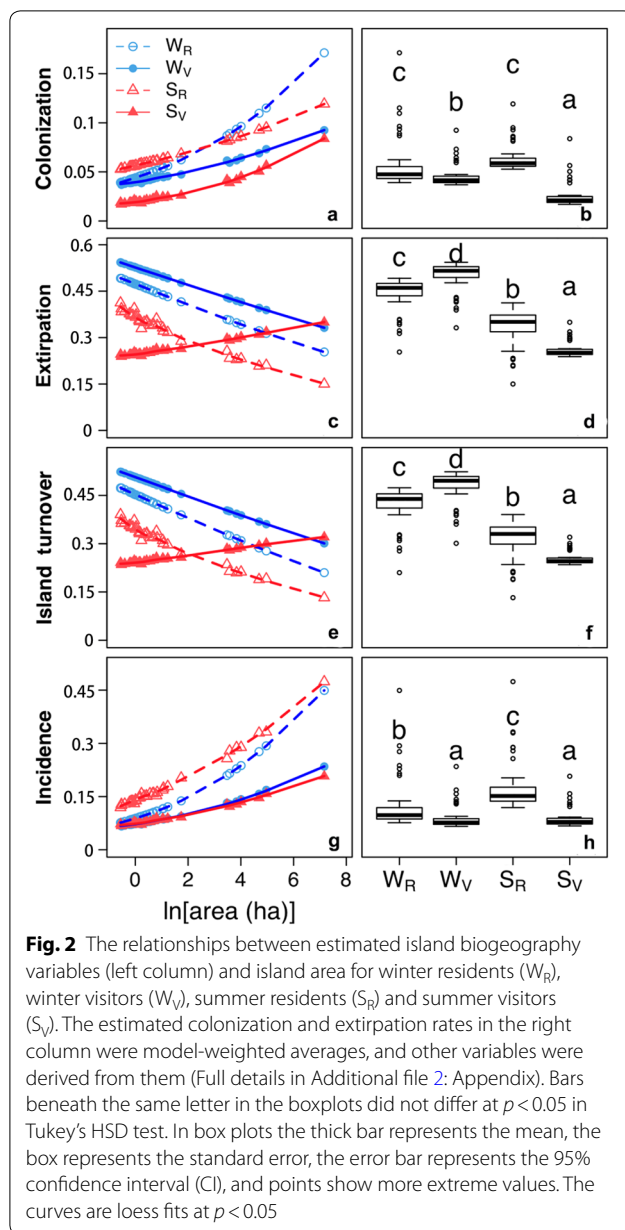 W_R
W_V
S_R
S_V
Colonization
0.15
0.10
0.05
0
a
c
b
c
a
b
Extirpation
0.6
0.45
0.3
0.15
0
c
c
d
b
a
d
Island turnover
0.45
0.3
0.15
0
e
c
d
b
a
f
Incidence
0.45
0.3
0.15
0
g
b
a
c
a
h
0 2 4 6 8
ln[area (ha)]
W_R W_V S_R S_V
Fig. 2 The relationships between estimated island biogeography
variables (left column) and island area for winter residents (W_R),
winter visitors (W_V), summer residents (S_R) and summer visitors
(S_V). The estimated colonization and extirpation rates in the right
column were model-weighted averages, and other variables were
derived from them (Full details in Additional file 2: Appendix). Bars
beneath the same letter in the boxplots did not differ at p < 0.05 in
Tukey's HSD test. In box plots the thick bar represents the mean, the
box represents the standard error, the error bar represents the 95%
confidence interval (CI), and points show more extreme values. The
curves are loess fits at p < 0.05